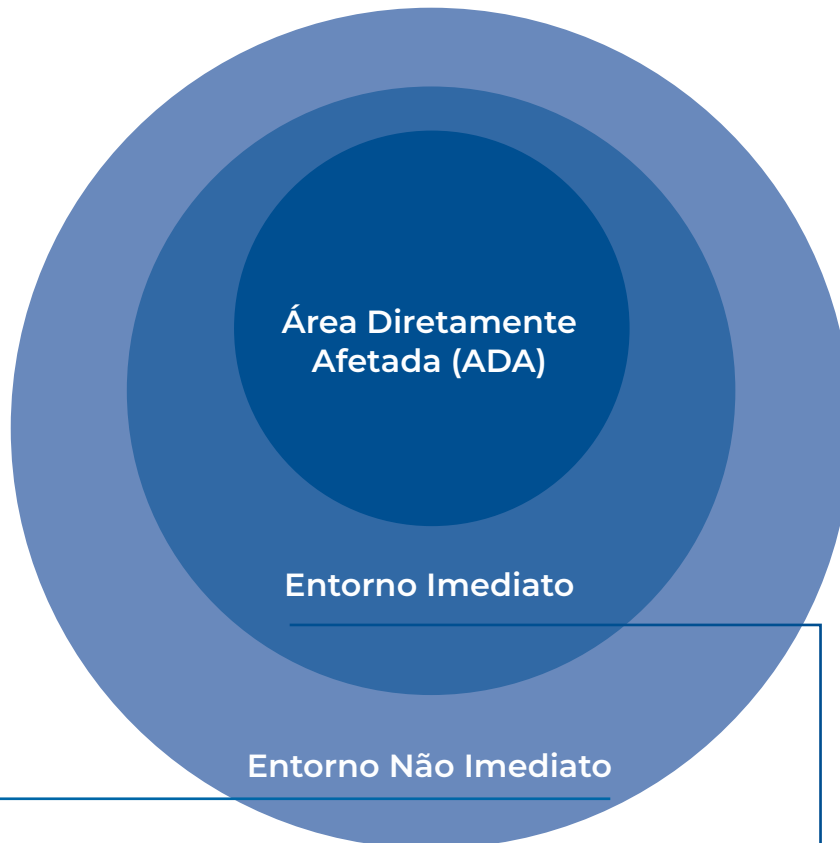 Área Diretamente
Afetada (ADA)
Entorno Imediato
Entorno Não Imediato